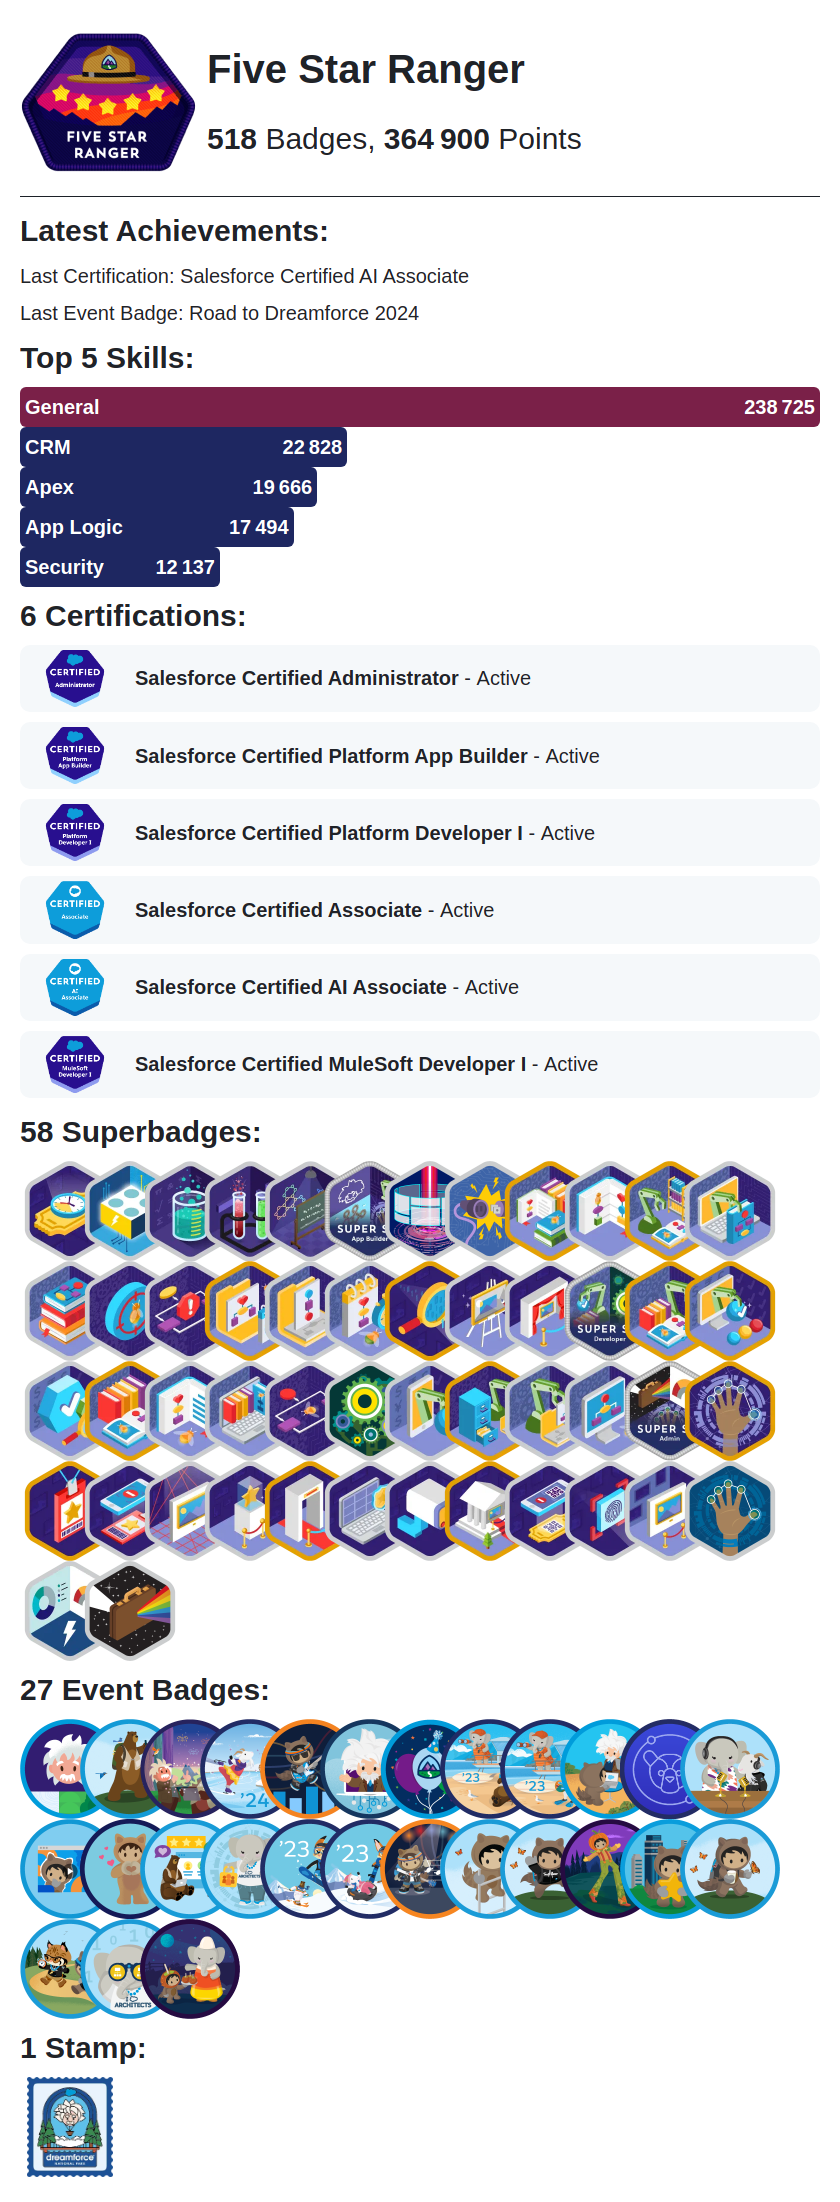 FIVE STAR
RANGER
Five Star Ranger
518 Badges, 364 900 Points
Latest Achievements:
Last Certification: Salesforce Certified AI Associate
Last Event Badge: Road to Dreamforce 2024
Top 5 Skills:
General 238 725
CRM 22 828
Apex 19 666
App Logic 17 494
Security 12 137
6 Certifications:
CERTIFIED
Administrator
Salesforce Certified Administrator - Active
CERTIFIED
Platform
App Builder
Salesforce Certified Platform App Builder - Active
CERTIFIED
Platform
Developer I
Salesforce Certified Platform Developer I - Active
CERTIFIED
Associate
Salesforce Certified Associate - Active
CERTIFIED
AI
Associate
Salesforce Certified AI Associate - Active
CERTIFIED
MuleSoft
Developer I
Salesforce Certified MuleSoft Developer I - Active
58 Superbadges:
SUPER S
App Builder
SUPER S
Developer
SUPER S
Admin
27 Event Badges:
'24
'23
'23
'23
'23
ARCHITECTS
ARCHITECTS
1 Stamp:
dreamforce
NATIONAL PARK